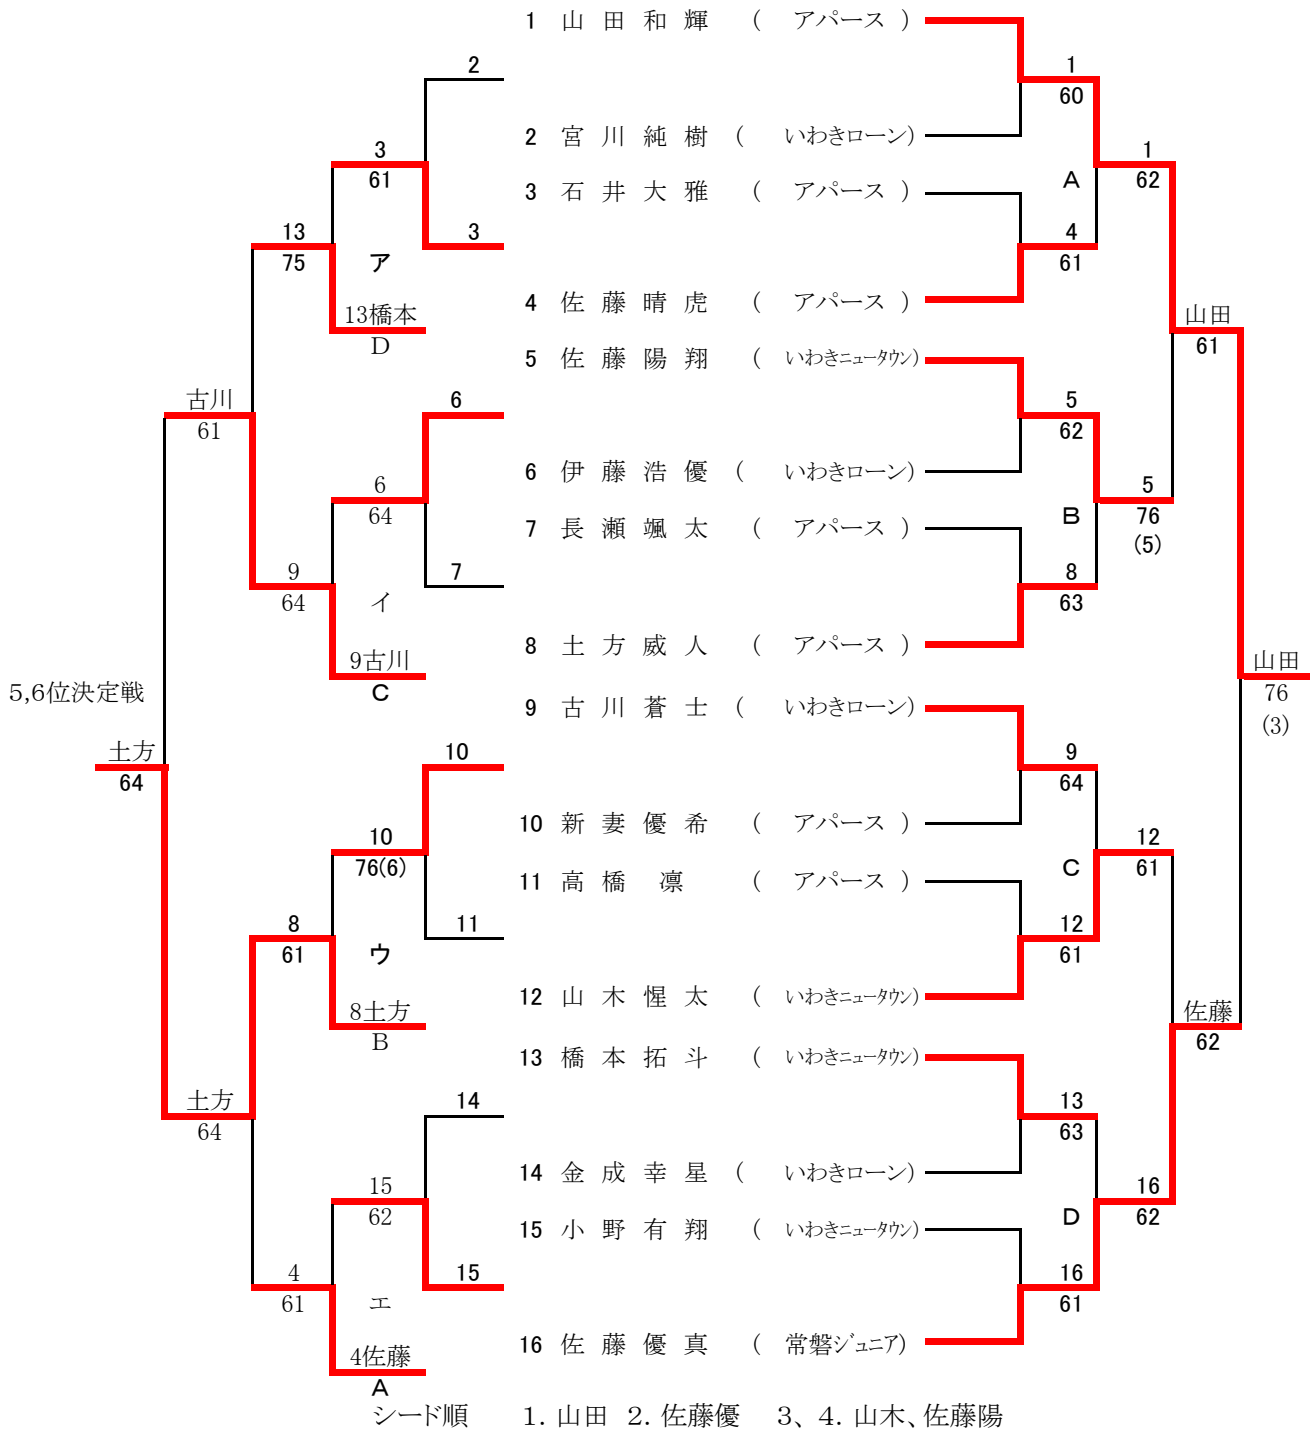 1 山田和輝 ( アパース )
2 宮川純樹 ( いわきローン)
3 石井大雅 ( アパース )
4 佐藤晴虎 ( アパース )
5 佐藤陽翔 ( いわきニュータウン)
6 伊藤浩優 ( いわきローン)
7 長瀬颯太 ( アパース )
8 土方威人 ( アパース )
9 古川蒼士 ( いわきローン)
10 新妻優希 ( アパース )
11 高橋 凛 ( アパース )
12 山木惺太 ( いわきニュータウン)
13 橋本拓斗 ( いわきニュータウン)
14 金成幸星 ( いわきローン)
15 小野有翔 ( いわきニュータウン)
16 佐藤優真 ( 常磐ジュニア)
1
60
A
4
61
1
62
5
62
B
8
63
5
76
(5)
山田
61
9
64
C
12
61
12
61
13
63
D
16
61
16
62
佐藤
62
山田
76
(3)
2
3
61
3
ア
13橋本
D
13
75
6
6
64
7
イ
9古川
C
9
64
古川
61
5,6位決定戦
土方
64
10
10
76(6)
11
ウ
8土方
B
8
61
土方
64
14
15
62
15
エ
4佐藤
A
4
61
シード順 1. 山田 2. 佐藤優 3、4. 山木、佐藤陽